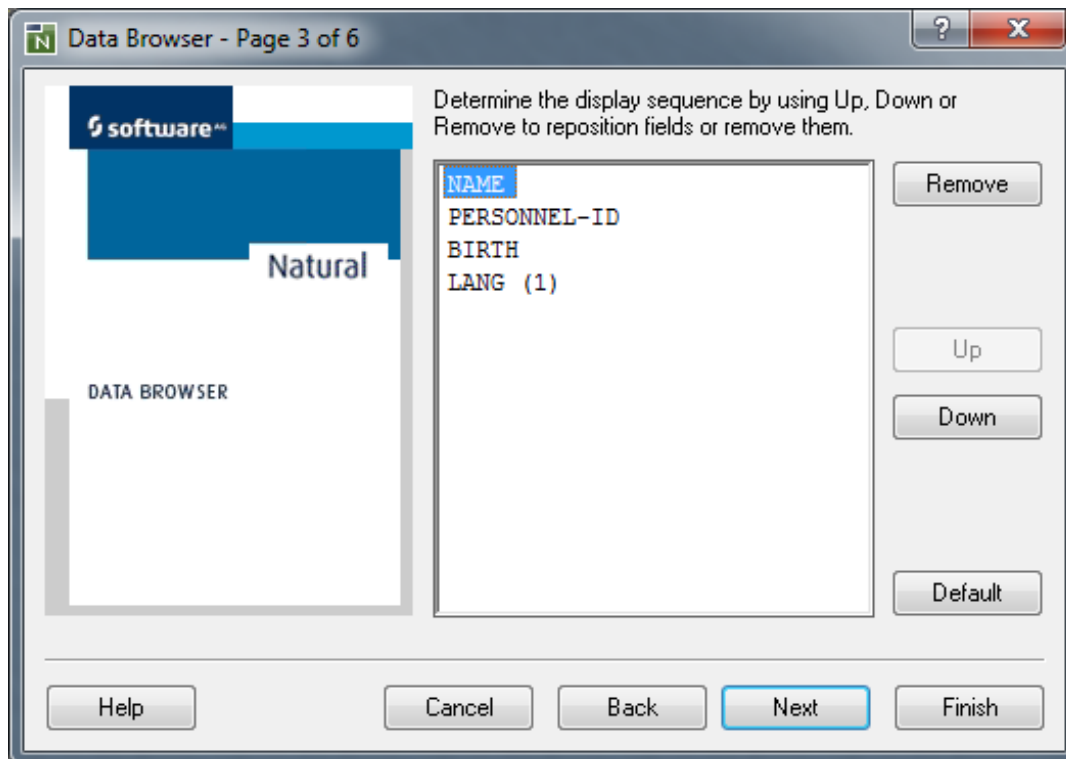 Data Browser - Page 3 of 6
software AG
Natural
DATA BROWSER
Determine the display sequence by using Up, Down or
Remove to reposition fields or remove them.
NAME
PERSONNEL-ID
BIRTH
LANG (1)
Remove
Up
Down
Default
Help
Cancel
Back
Next
Finish